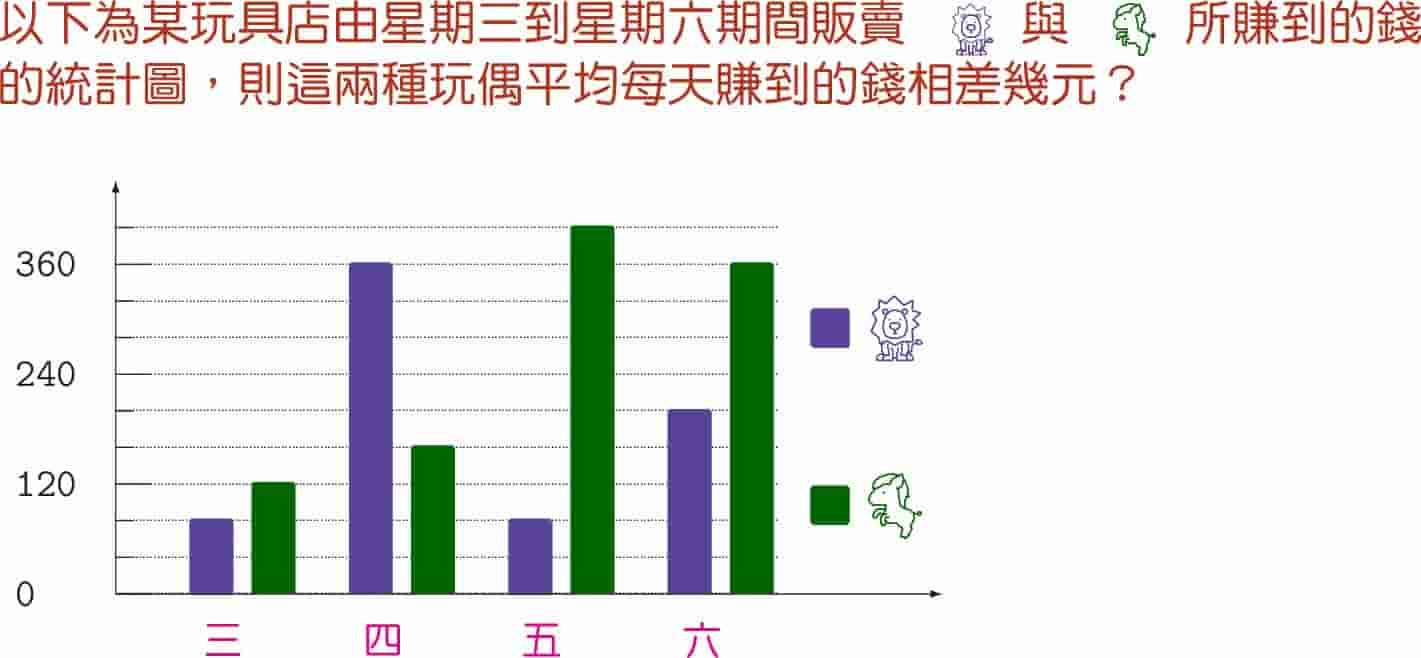 以下為某玩具店由星期三到星期六期間販賣 與 所賺到的錢
的統計圖，則這兩種玩偶平均每天賺到的錢相差幾元？
360
240
120
0
三 四 五 六